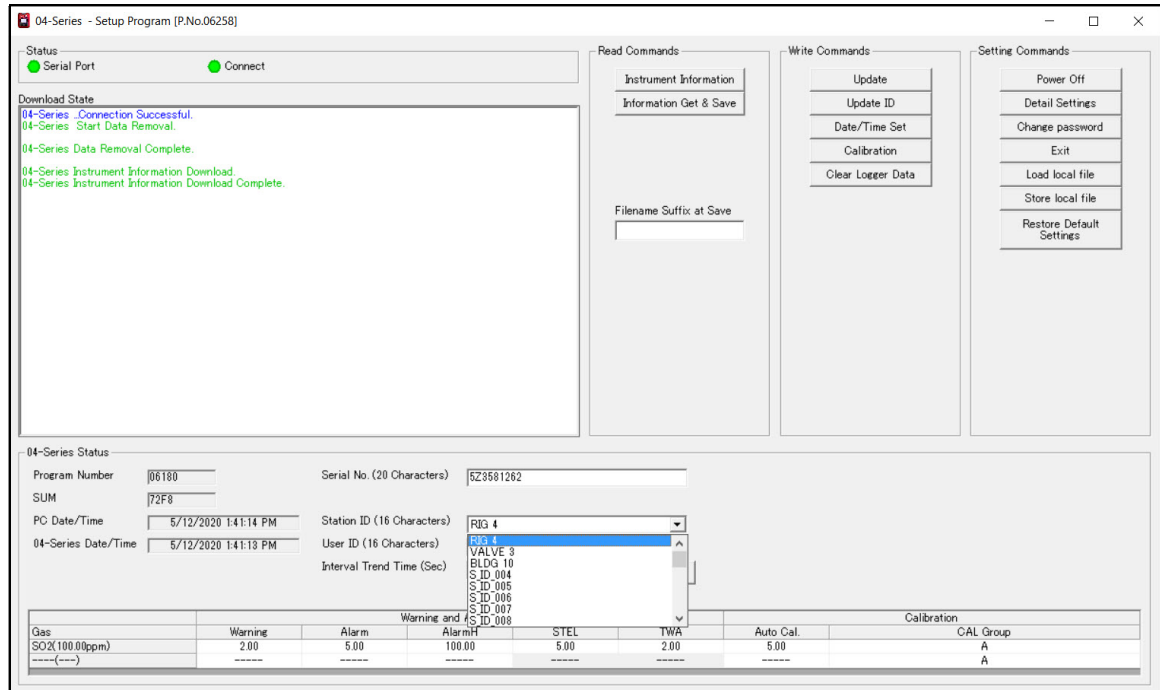 04-Series - Setup Program [P.No.06258]
Status
Serial Port
Connect
Download State
04-Series ..Connection Successful.
04-Series Start Data Removal.
04-Series Data Removal Complete.
04-Series Instrument Information Download.
04-Series Instrument Information Download Complete.
Read Commands
Instrument Information
Information Get & Save
Filename Suffix at Save
Write Commands
Update
Update ID
Date/Time Set
Calibration
Clear Logger Data
Setting Commands
Power Off
Detail Settings
Change password
Exit
Load local file
Store local file
Restore Default
Settings
04-Series Status
Program Number 06180
SUM 72F8
PC Date/Time 5/12/2020 1:41:14 PM
04-Series Date/Time 5/12/2020 1:41:13 PM
Serial No. (20 Characters) 5Z3581262
Station ID (16 Characters) RIG 4
User ID (16 Characters)
Interval Trend Time (Sec)
RIG 4
VALVE 3
BLDG 10
S_ID_004
S_ID_005
S_ID_006
S_ID_007
S_ID_008
Warning and Calibration
Gas Warning Alarm AlarmH STEL TWA Auto Cal. CAL Group
SO2(100.00ppm) 2.00 5.00 100.00 5.00 2.00 5.00 A
----(---) ----- ----- ----- ----- ----- ----- A